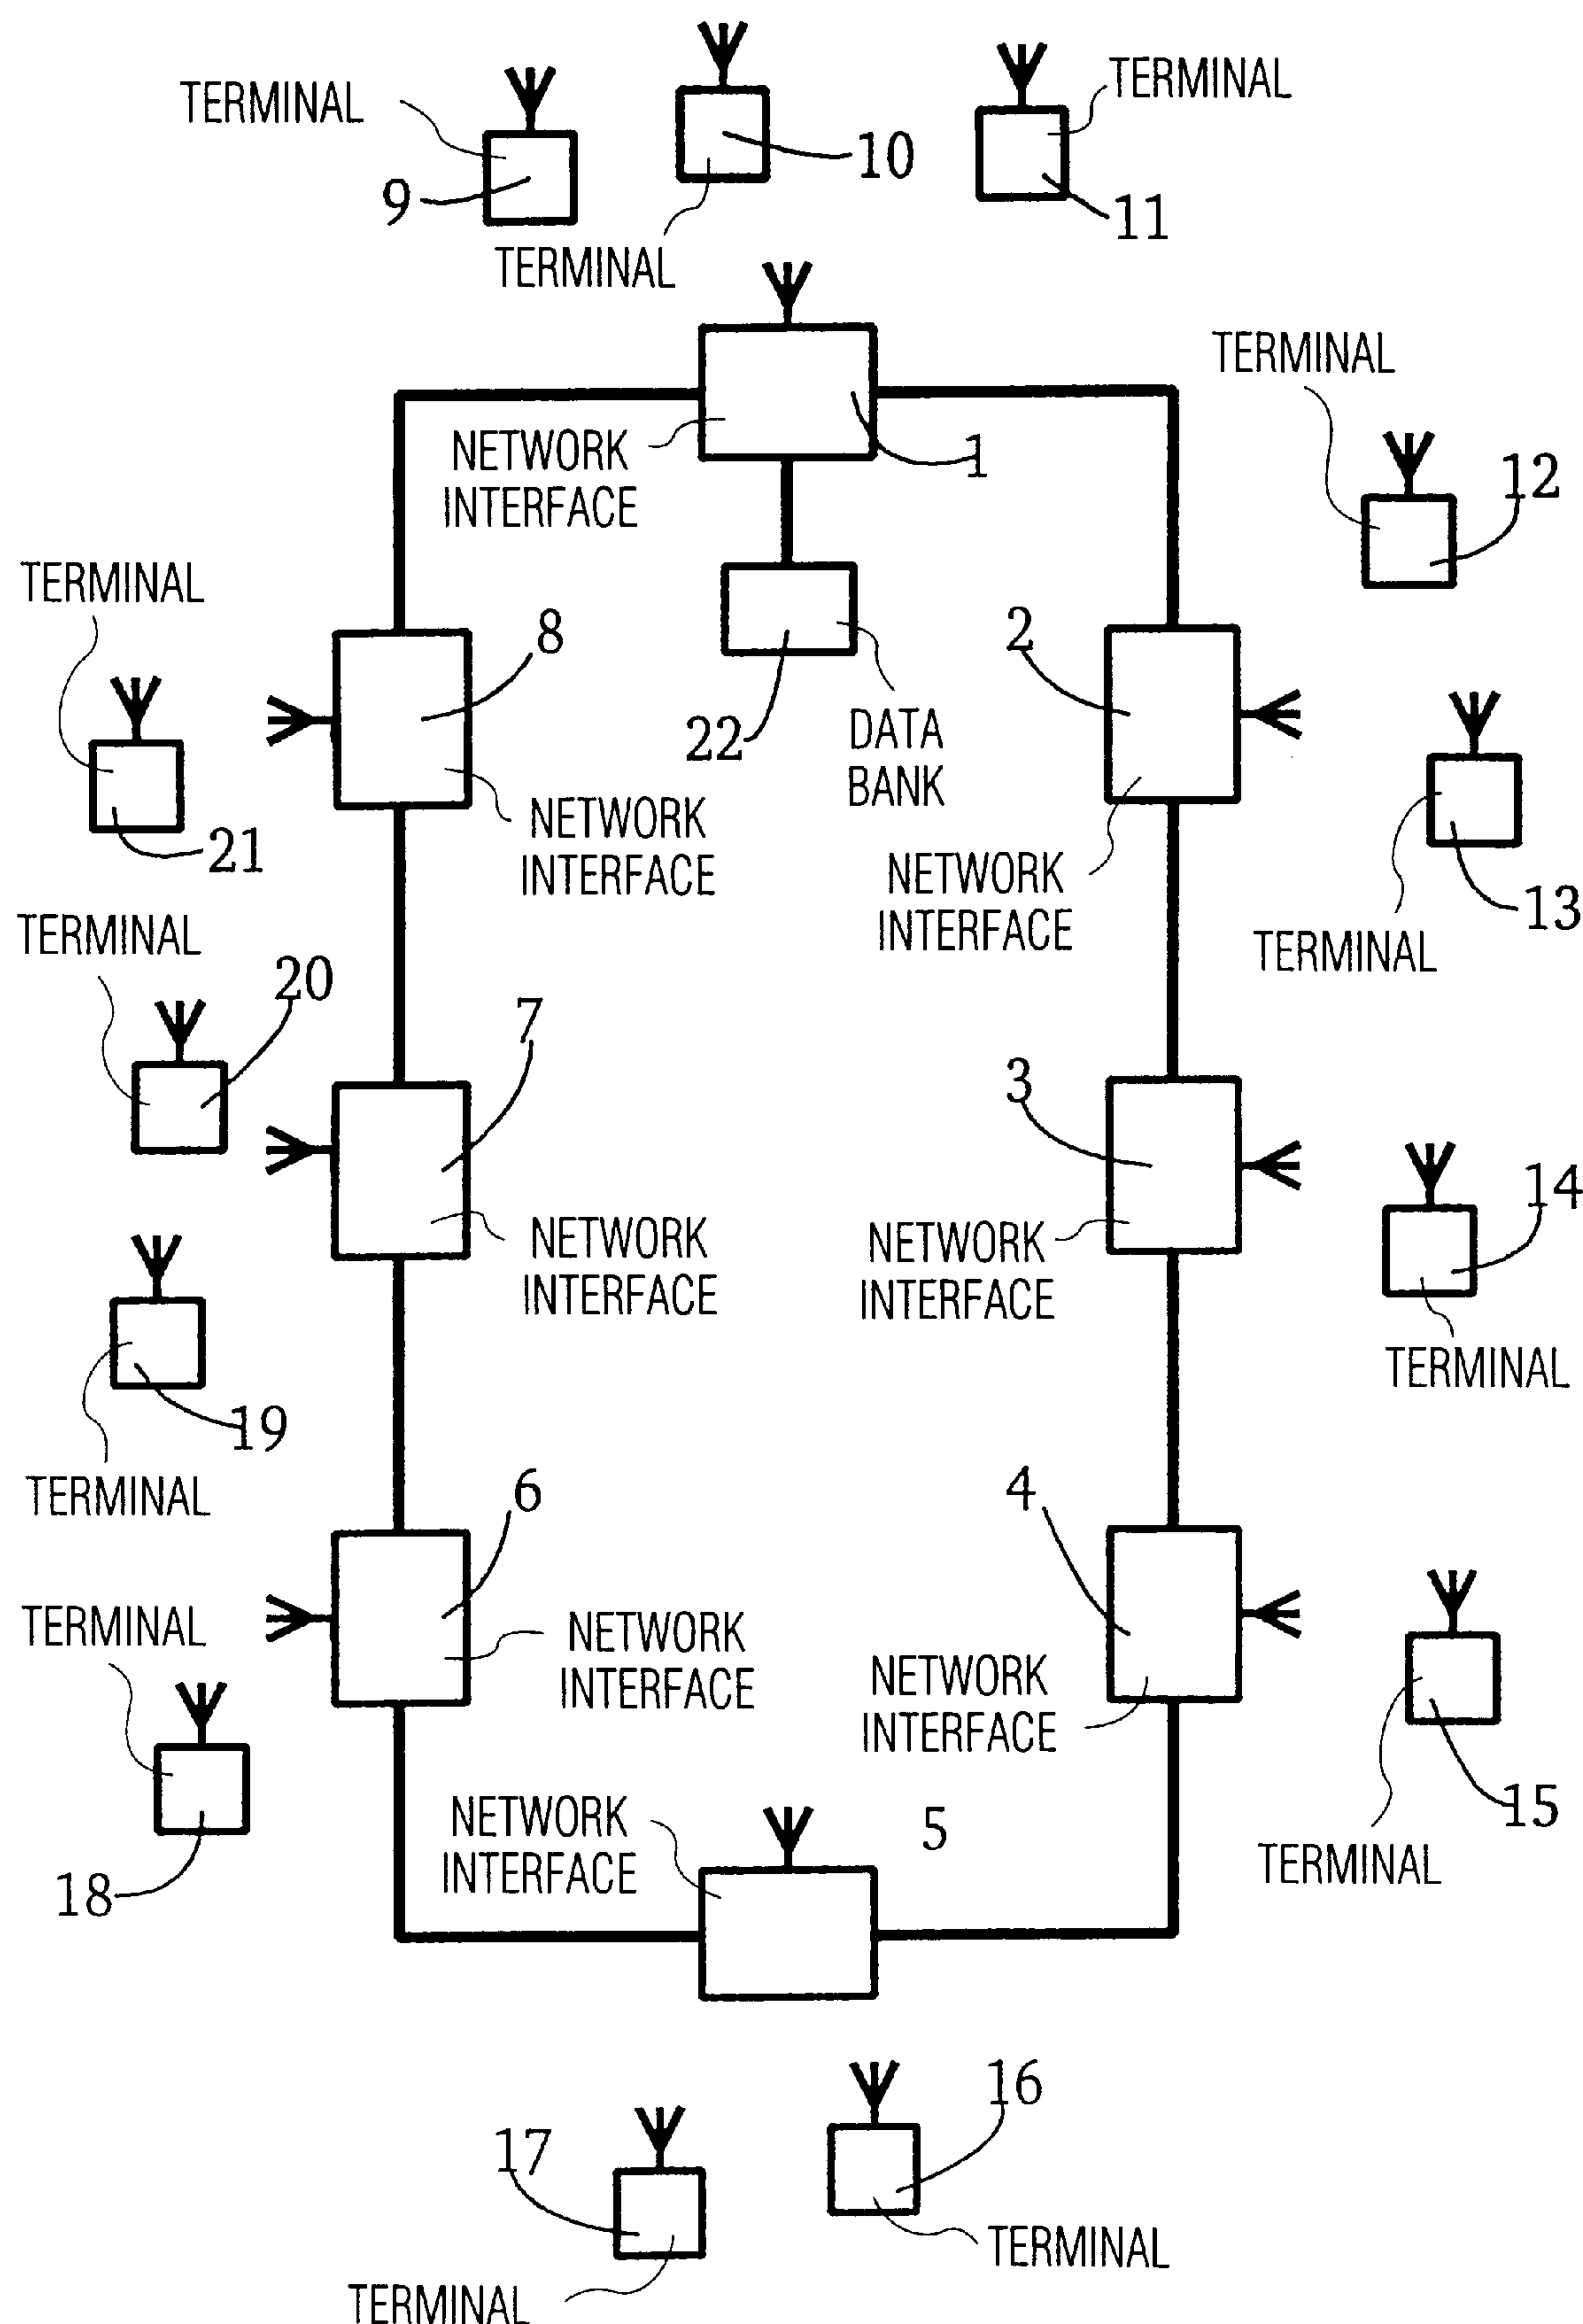 TERMINAL
9
10
TERMINAL
TERMINAL
11
NETWORK
INTERFACE
1
TERMINAL
12
TERMINAL
21
8
NETWORK
INTERFACE
22
DATA
BANK
2
NETWORK
INTERFACE
13
TERMINAL
TERMINAL
20
7
NETWORK
INTERFACE
3
NETWORK
INTERFACE
14
TERMINAL
19
TERMINAL
6
NETWORK
INTERFACE
4
NETWORK
INTERFACE
15
TERMINAL
TERMINAL
18
NETWORK
INTERFACE
5
16
TERMINAL
17
TERMINAL